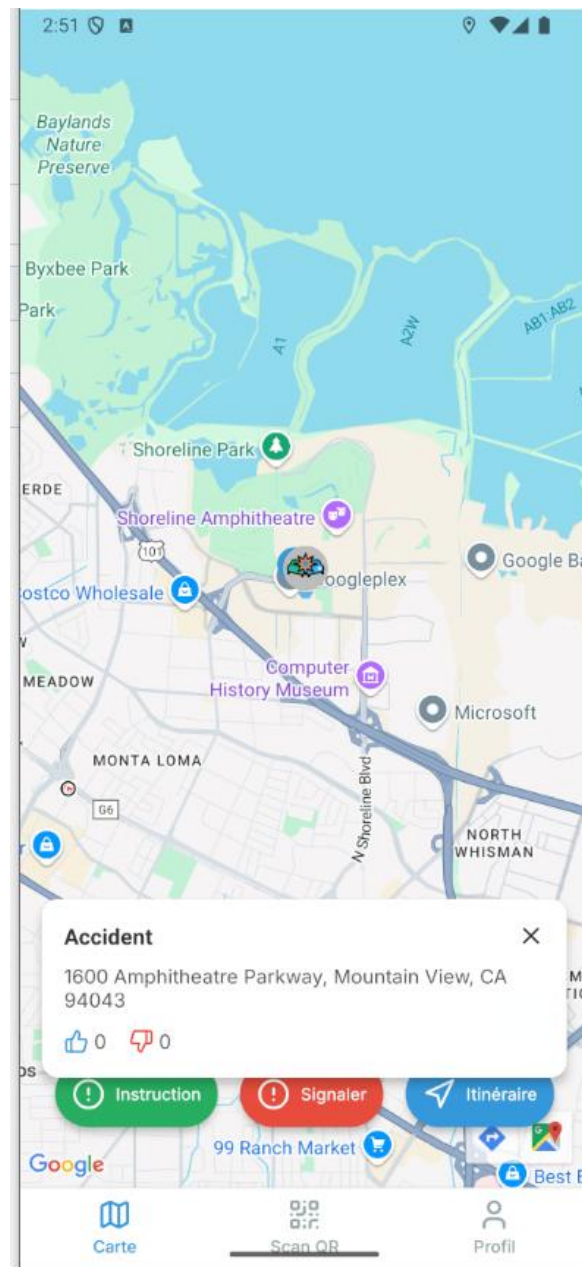 2:51
Baylands
Nature
Preserve
Byxbee Park
Park
A1
A2W
AB1:AB2
Shoreline Park
ERDE
Shoreline Amphitheatre
101
oogleplex
Google Ba
ostco Wholesale
Computer
History Museum
MEADOW
Microsoft
MONTA LOMA
G6
N Shoreline Blvd
NORTH
WHISMAN
Accident
1600 Amphitheatre Parkway, Mountain View, CA
94043
0 0
Instruction Signaler Itinéraire
99 Ranch Market
Google
Best B
Carte Scan QR Profil